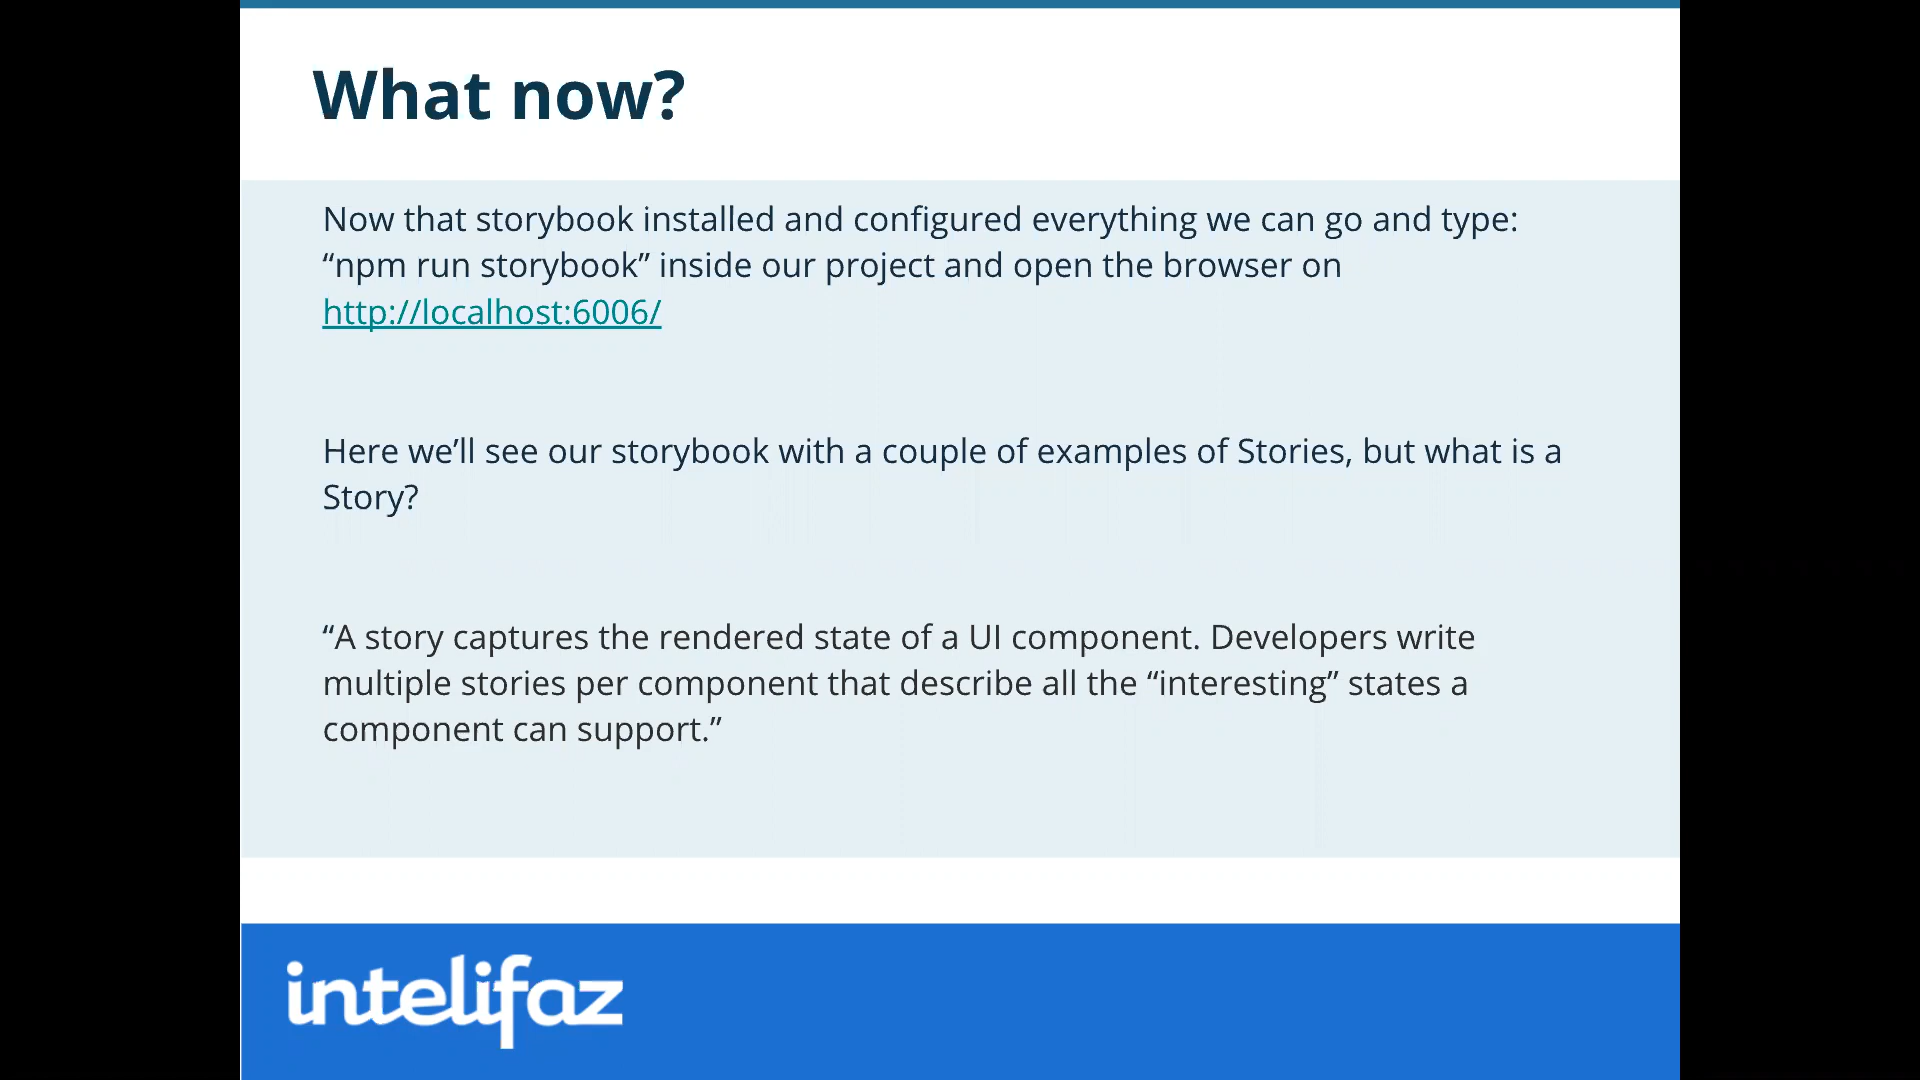 What now?
Now that storybook installed and configured everything we can go and type:
“npm run storybook” inside our project and open the browser on
http://localhost:6006/
Here we’ll see our storybook with a couple of examples of Stories, but what is a
Story?
“A story captures the rendered state of a UI component. Developers write
multiple stories per component that describe all the “interesting” states a
component can support.”
intelifaz